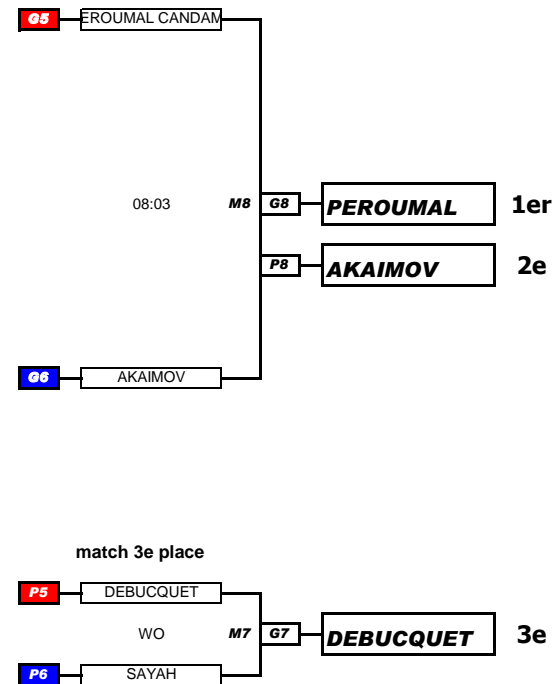 G5 EROUMAL CANDAM
08:03 M8 G8 PEROUMAL 1er
P8 AKAIMOV 2e
G6 AKAIMOV
match 3e place
P5 DEBUCQUET
WO M7 G7 DEBUCQUET 3e
P6 SAYAH